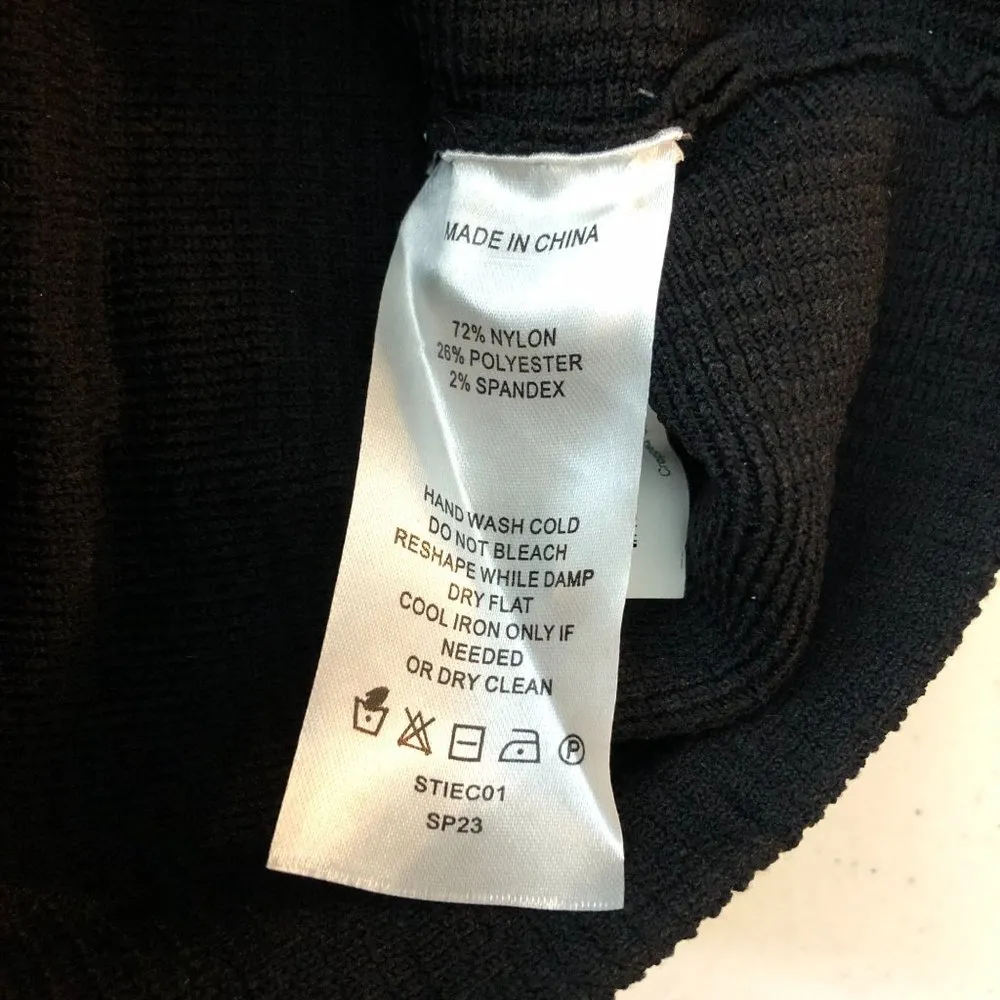 MADE IN CHINA
72% NYLON
26% POLYESTER
2% SPANDEX
HAND WASH COLD
DO NOT BLEACH
RESHAPE WHILE DAMP
DRY FLAT
COOL IRON ONLY IF
NEEDED
OR DRY CLEAN
P
STIEC01
SP23